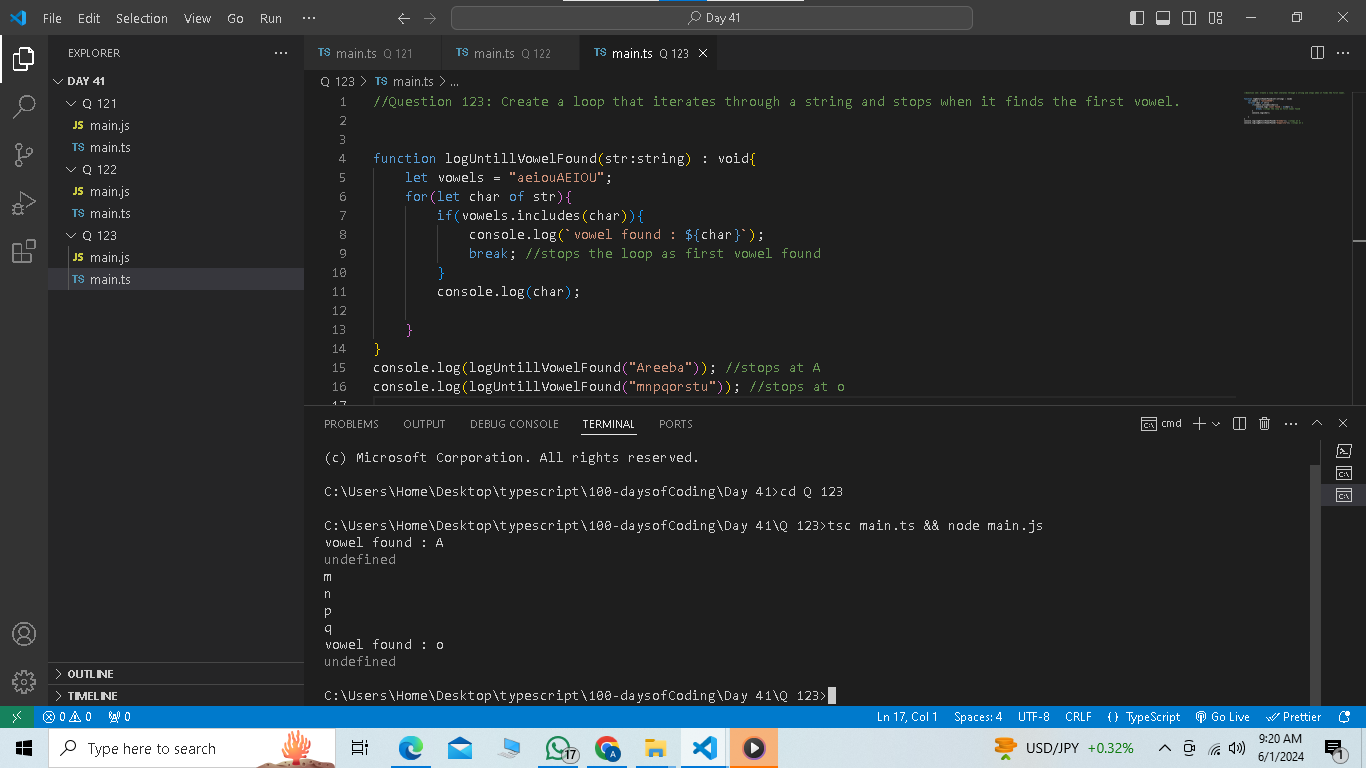 File Edit Selection View Go Run ··· Day 41
EXPLORER ···
DAY 41
Q 121
JS main.js
TS main.ts
Q 122
JS main.js
TS main.ts
Q 123
JS main.js
TS main.ts
OUTLINE
TIMELINE
TS main.ts Q 121 TS main.ts Q 122 TS main.ts Q 123
Q 123 > TS main.ts > ...
1 //Question 123: Create a loop that iterates through a string and stops when it finds the first vowel.
2
3
4 function logUntillVowelFound(str:string) : void{
5 let vowels = "aeiouAEIOU";
6 for(let char of str){
7 if(vowels.includes(char)){
8 console.log(`vowel found : ${char}`);
9 break; //stops the loop as first vowel found
10 }
11 console.log(char);
12
13 }
14 }
15 console.log(logUntillVowelFound("Areeba")); //stops at A
16 console.log(logUntillVowelFound("mnpqorstu")); //stops at o
17
PROBLEMS OUTPUT DEBUG CONSOLE TERMINAL PORTS cmd
(c) Microsoft Corporation. All rights reserved.
C:\Users\Home\Desktop\typescript\100-daysofCoding\Day 41>cd Q 123
C:\Users\Home\Desktop\typescript\100-daysofCoding\Day 41\Q 123>tsc main.ts && node main.js
vowel found : A
undefined
m
n
p
q
vowel found : o
undefined
C:\Users\Home\Desktop\typescript\100-daysofCoding\Day 41\Q 123>
0 0 0 Ln 17, Col 1 Spaces: 4 UTF-8 CRLF {} TypeScript Go Live Prettier
Type here to search 17 A USD/JPY +0.32% 9:20 AM
6/1/2024 1